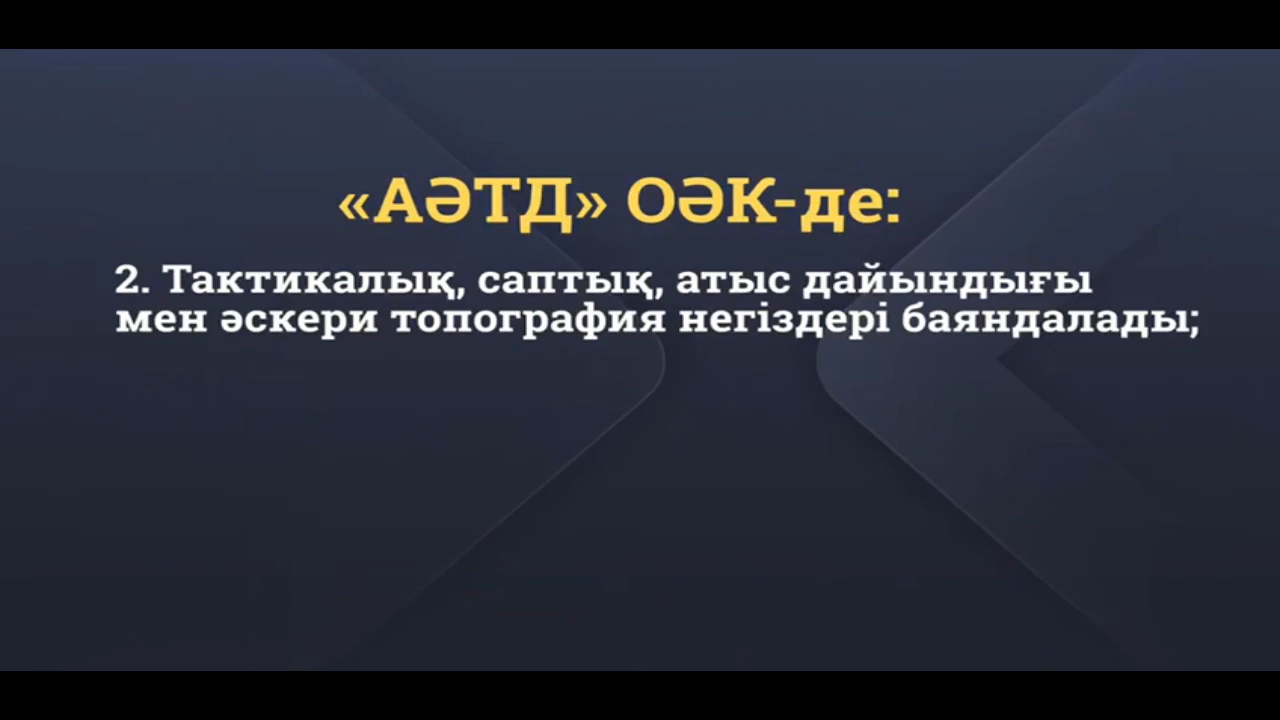 «АӘТД» ОӘК-де:
2. Тактикалық, саптық, атыс дайындығы
мен әскери топография негіздері баяндалады;